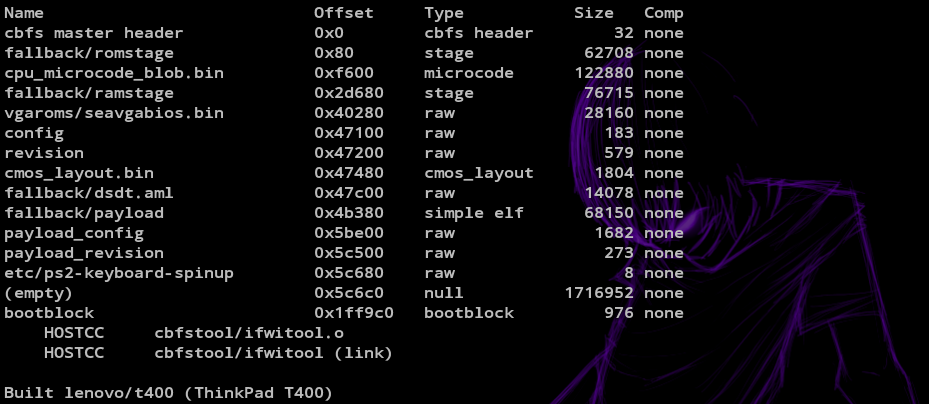 Name Offset Type Size Comp
cbfs master header 0x0 cbfs header 32 none
fallback/romstage 0x80 stage 62708 none
cpu_microcode_blob.bin 0xf600 microcode 122880 none
fallback/ramstage 0x2d680 stage 76715 none
vgaroms/seavgabios.bin 0x40280 raw 28160 none
config 0x47100 raw 183 none
revision 0x47200 raw 579 none
cmos_layout.bin 0x47480 cmos_layout 1804 none
fallback/dsdt.aml 0x47c00 raw 14078 none
fallback/payload 0x4b380 simple elf 68150 none
payload_config 0x5be00 raw 1682 none
payload_revision 0x5c500 raw 273 none
etc/ps2-keyboard-spinup 0x5c680 raw 8 none
(empty) 0x5c6c0 null 1716952 none
bootblock 0x1ff9c0 bootblock 976 none
HOSTCC cbfstool/ifwitool.o
HOSTCC cbfstool/ifwitool (link)
Built lenovo/t400 (ThinkPad T400)